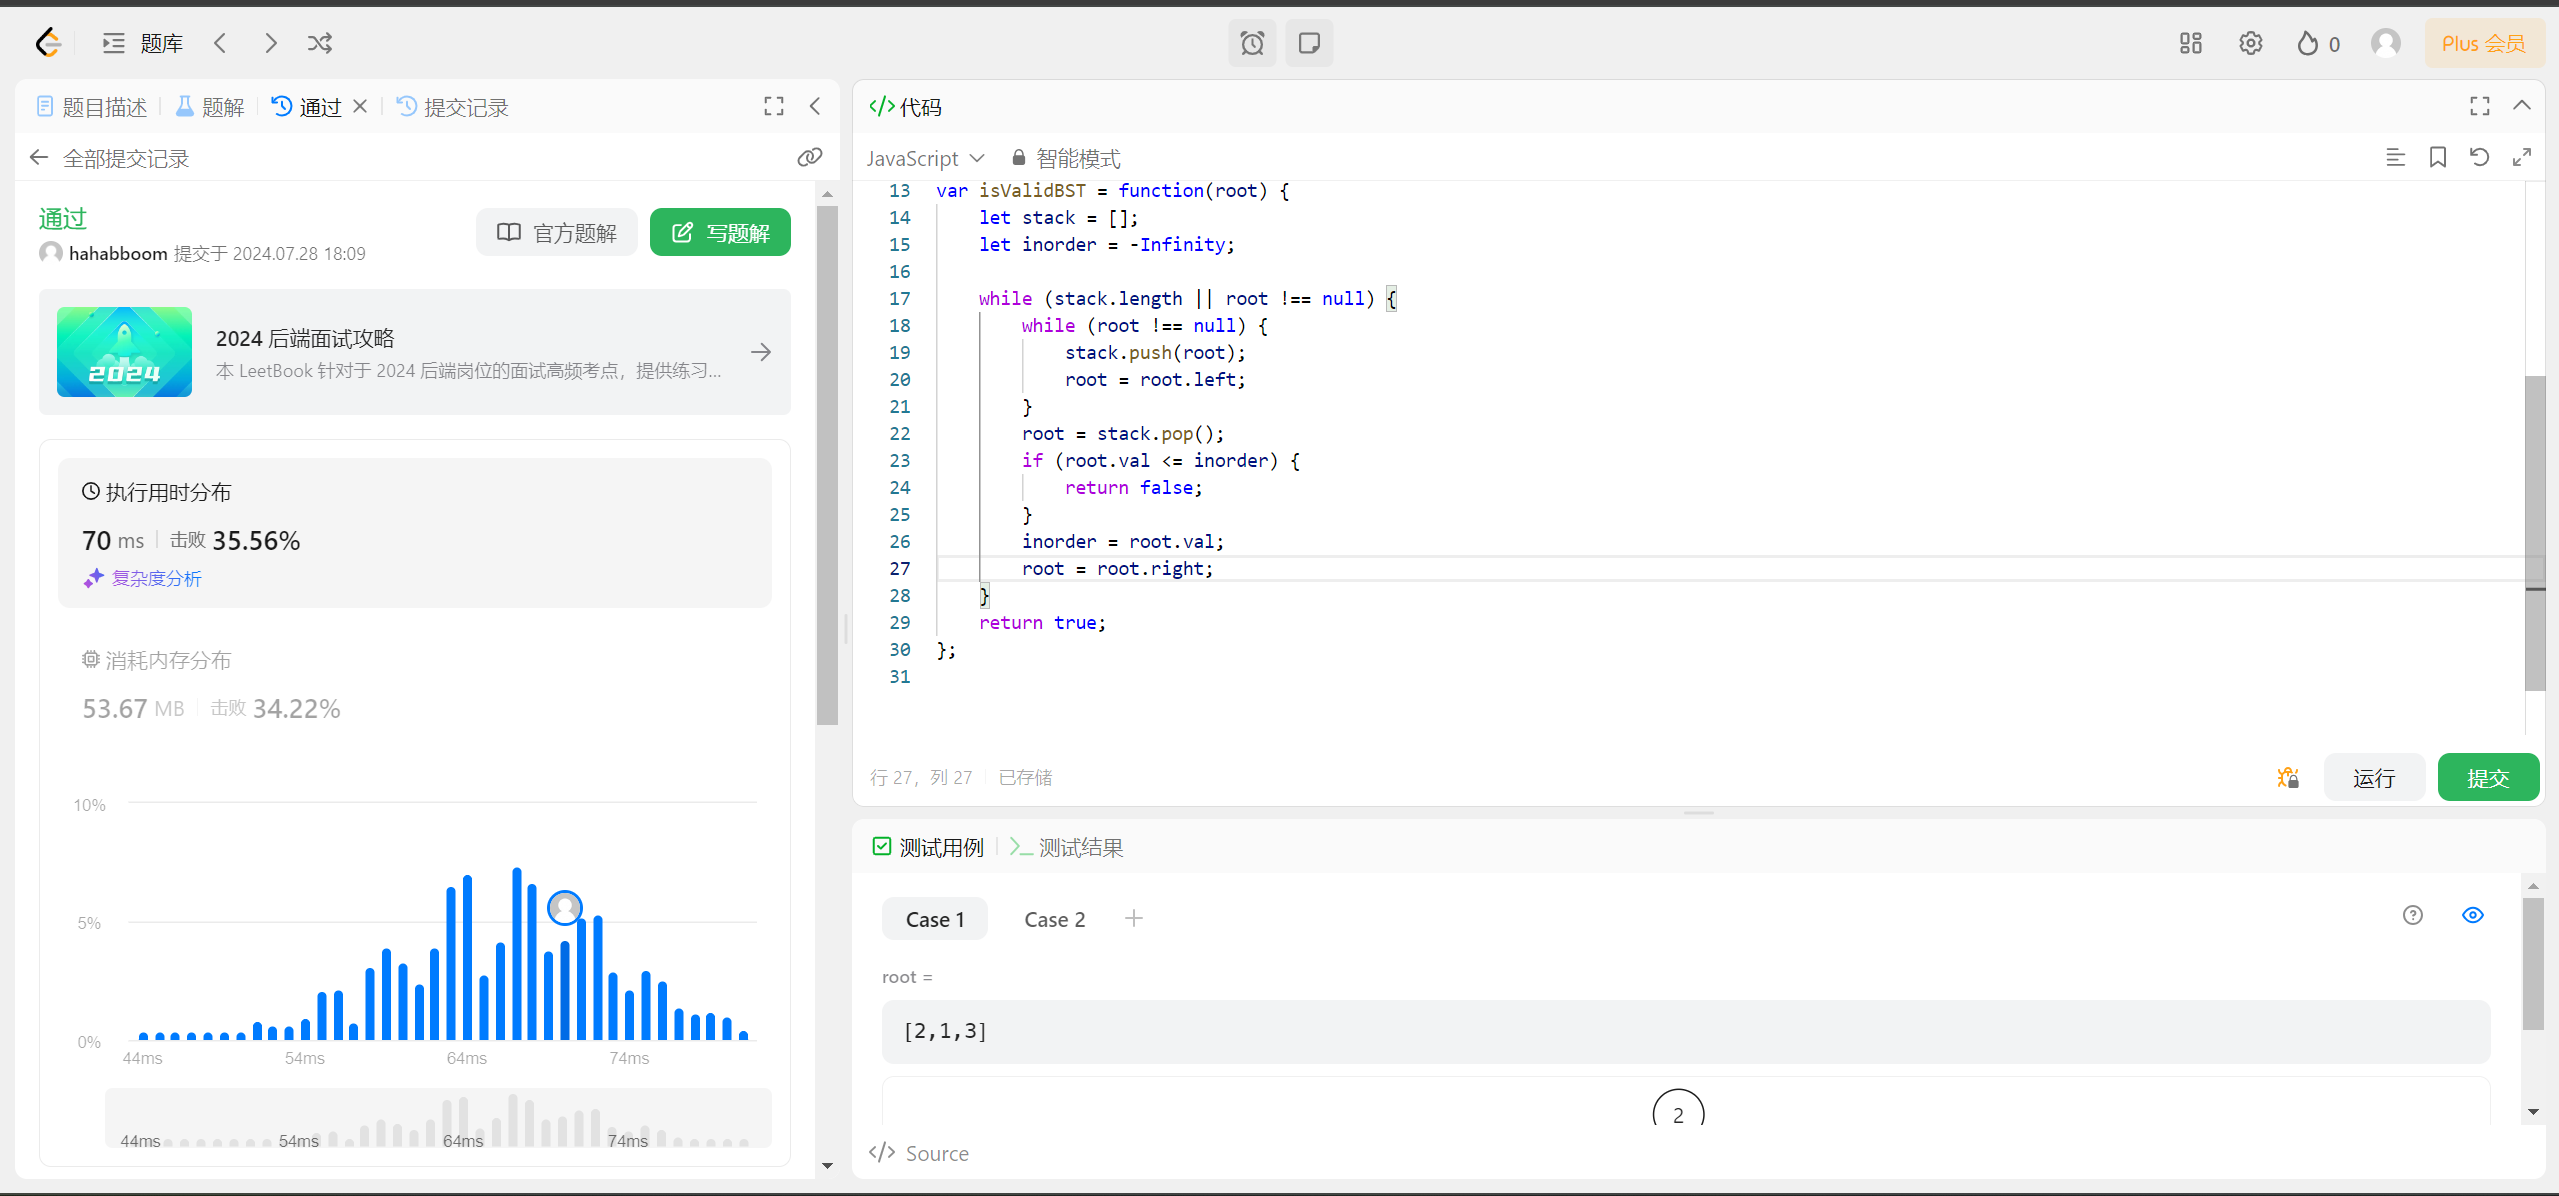 题库
0
Plus 会员
题目描述
题解
通过
提交记录
全部提交记录
通过
hahabboom 提交于 2024.07.28 18:09
官方题解
写题解
2024
2024 后端面试攻略
本 LeetBook 针对于 2024 后端岗位的面试高频考点，提供练习...
执行用时分布
70 ms 击败 35.56%
复杂度分析
消耗内存分布
53.67 MB 击败 34.22%
10%
5%
0%
44ms 54ms 64ms 74ms
44ms 54ms 64ms 74ms
代码
JavaScript 智能模式
13 var isValidBST = function(root) {
14     let stack = [];
15     let inorder = -Infinity;
16
17     while (stack.length || root !== null) {
18         while (root !== null) {
19             stack.push(root);
20             root = root.left;
21         }
22         root = stack.pop();
23         if (root.val <= inorder) {
24             return false;
25         }
26         inorder = root.val;
27         root = root.right;
28     }
29     return true;
30 };
31
行 27，列 27 已存储
运行
提交
测试用例
测试结果
Case 1 Case 2
root =
[2,1,3]
2
Source